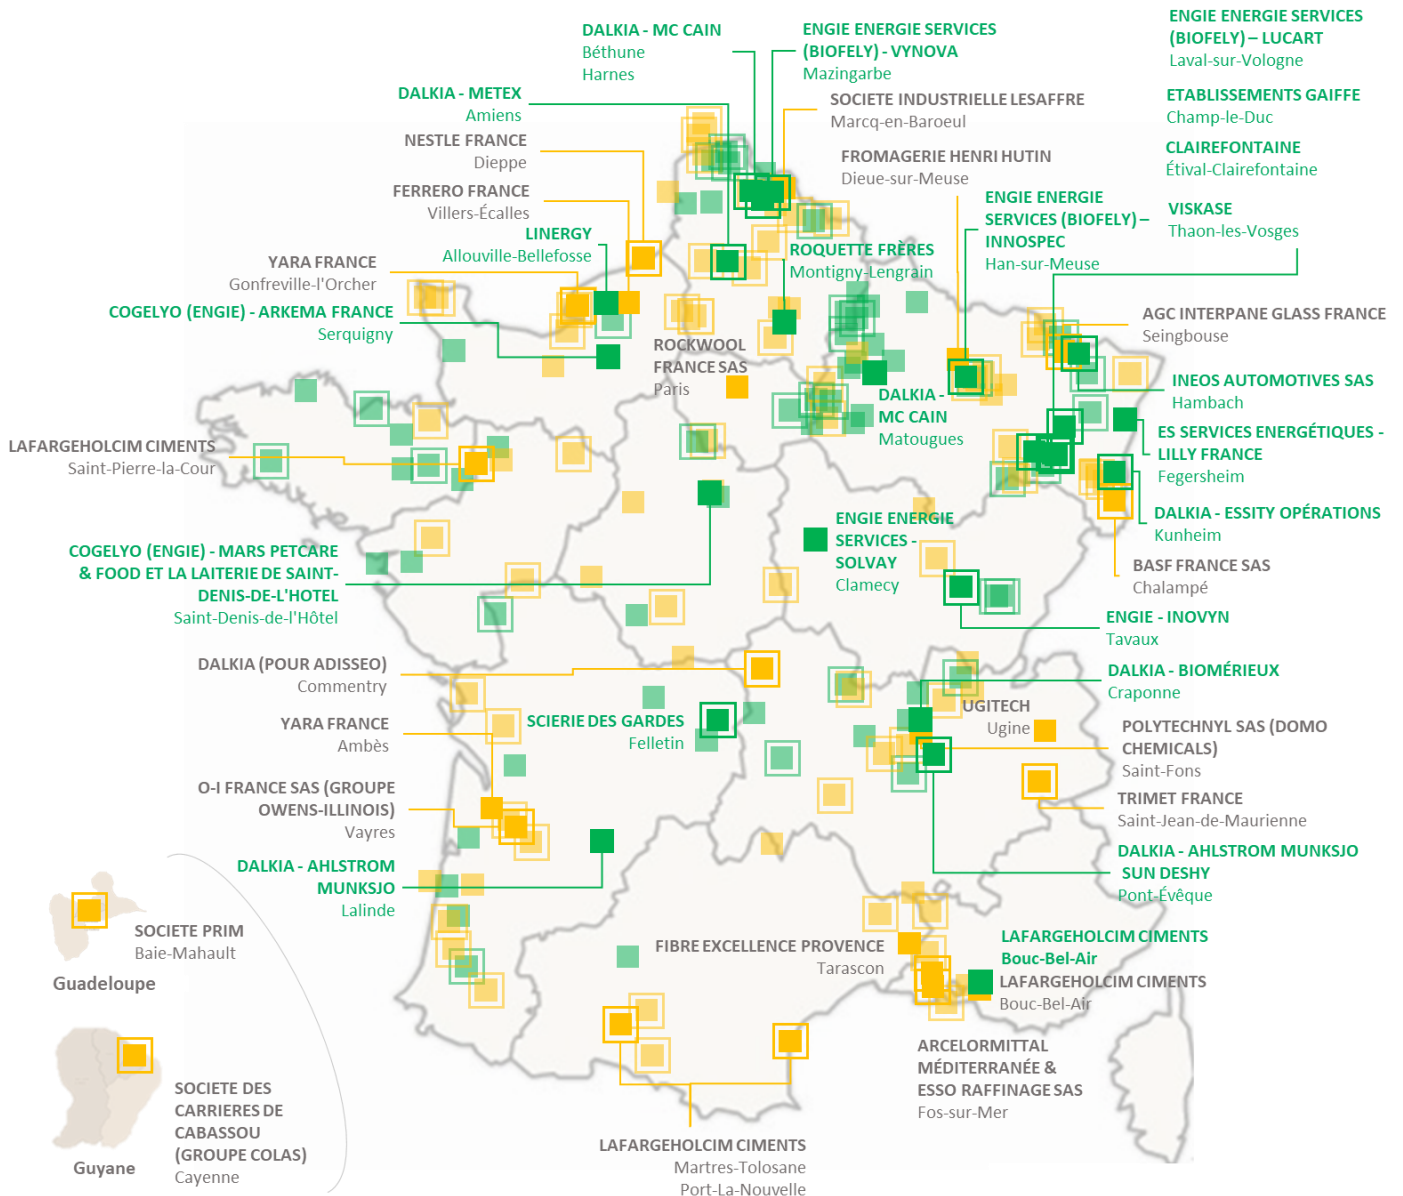 DALKIA - MC CAIN
Béthune
Harnes
ENGIE ENERGIE SERVICES
(BIOFELY) - VYNOVA
Mazingarbe
ENGIE ENERGIE SERVICES
(BIOFELY) – LUCART
Laval-sur-Vologne
DALKIA - METEX
Amiens
SOCIETE INDUSTRIELLE LESAFFRE
Marcq-en-Baroeul
ETABLISSEMENTS GAIFFE
Champ-le-Duc
NESTLE FRANCE
Dieppe
FROMAGERIE HENRI HUTIN
Dieue-sur-Meuse
CLAIREFONTAINE
Étival-Clairefontaine
FERRERO FRANCE
Villers-Écalles
ENGIE ENERGIE
SERVICES (BIOFELY) –
INNOSPEC
Han-sur-Meuse
VISKASE
Thaon-les-Vosges
LINERGY
Allouville-Bellefosse
ROQUETTE FRÈRES
Montigny-Lengrain
YARA FRANCE
Gonfreville-l'Orcher
COGELYO (ENGIE) - ARKEMA FRANCE
Serquigny
AGC INTERPANE GLASS FRANCE
Seingbouse
ROCKWOOL
FRANCE SAS
Paris
DALKIA -
MC CAIN
Matougues
INEOS AUTOMOTIVES SAS
Hambach
LAFARGEHOLCIM CIMENTS
Saint-Pierre-la-Cour
ES SERVICES ENERGÉTIQUES -
LILLY FRANCE
Fegersheim
DALKIA - ESSITY OPÉRATIONS
Kunheim
ENGIE ENERGIE
SERVICES -
SOLVAY
Clamecy
COGELYO (ENGIE) - MARS PETCARE
& FOOD ET LA LAITERIE DE SAINT-
DENIS-DE-L'HOTEL
Saint-Denis-de-l'Hôtel
BASF FRANCE SAS
Chalampé
ENGIE - INOVYN
Tavaux
DALKIA (POUR ADISSEO)
Commentry
DALKIA - BIOMÉRIEUX
Craponne
YARA FRANCE
Ambès
SCIERIE DES GARDES
Felletin
UGITECH
Ugine
POLYTECHNYL SAS (DOMO
CHEMICALS)
Saint-Fons
O-I FRANCE SAS (GROUPE
OWENS-ILLINOIS)
Vayres
TRIMET FRANCE
Saint-Jean-de-Maurienne
DALKIA - AHLSTROM
MUNKSJO
Lalinde
DALKIA - AHLSTROM MUNKSJO
SUN DESHY
Pont-Évêque
SOCIETE PRIM
Baie-Mahault
Guadeloupe
FIBRE EXCELLENCE PROVENCE
Tarascon
LAFARGEHOLCIM CIMENTS
Bouc-Bel-Air
LAFARGEHOLCIM CIMENTS
Bouc-Bel-Air
ARCELORMITTAL
MÉDITERRANÉE &
ESSO RAFFINAGE SAS
Fos-sur-Mer
SOCIETE DES
CARRIERES DE
CABASSOU
(GROUPE COLAS)
Cayenne
Guyane
LAFARGEHOLCIM CIMENTS
Martres-Tolosane
Port-La-Nouvelle